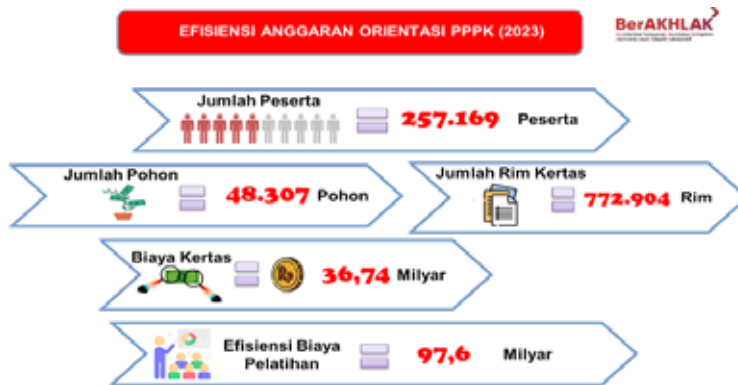 EFISIENSI ANGGARAN ORIENTASI PPPK (2023)
BerAKHLAK
Jumlah Peserta
257.169 Peserta
Jumlah Pohon
48.307 Pohon
Jumlah Rim Kertas
772.904 Rim
Biaya Kertas
Rp
36,74 Milyar
Efisiensi Biaya
Pelatihan
97,6 Milyar